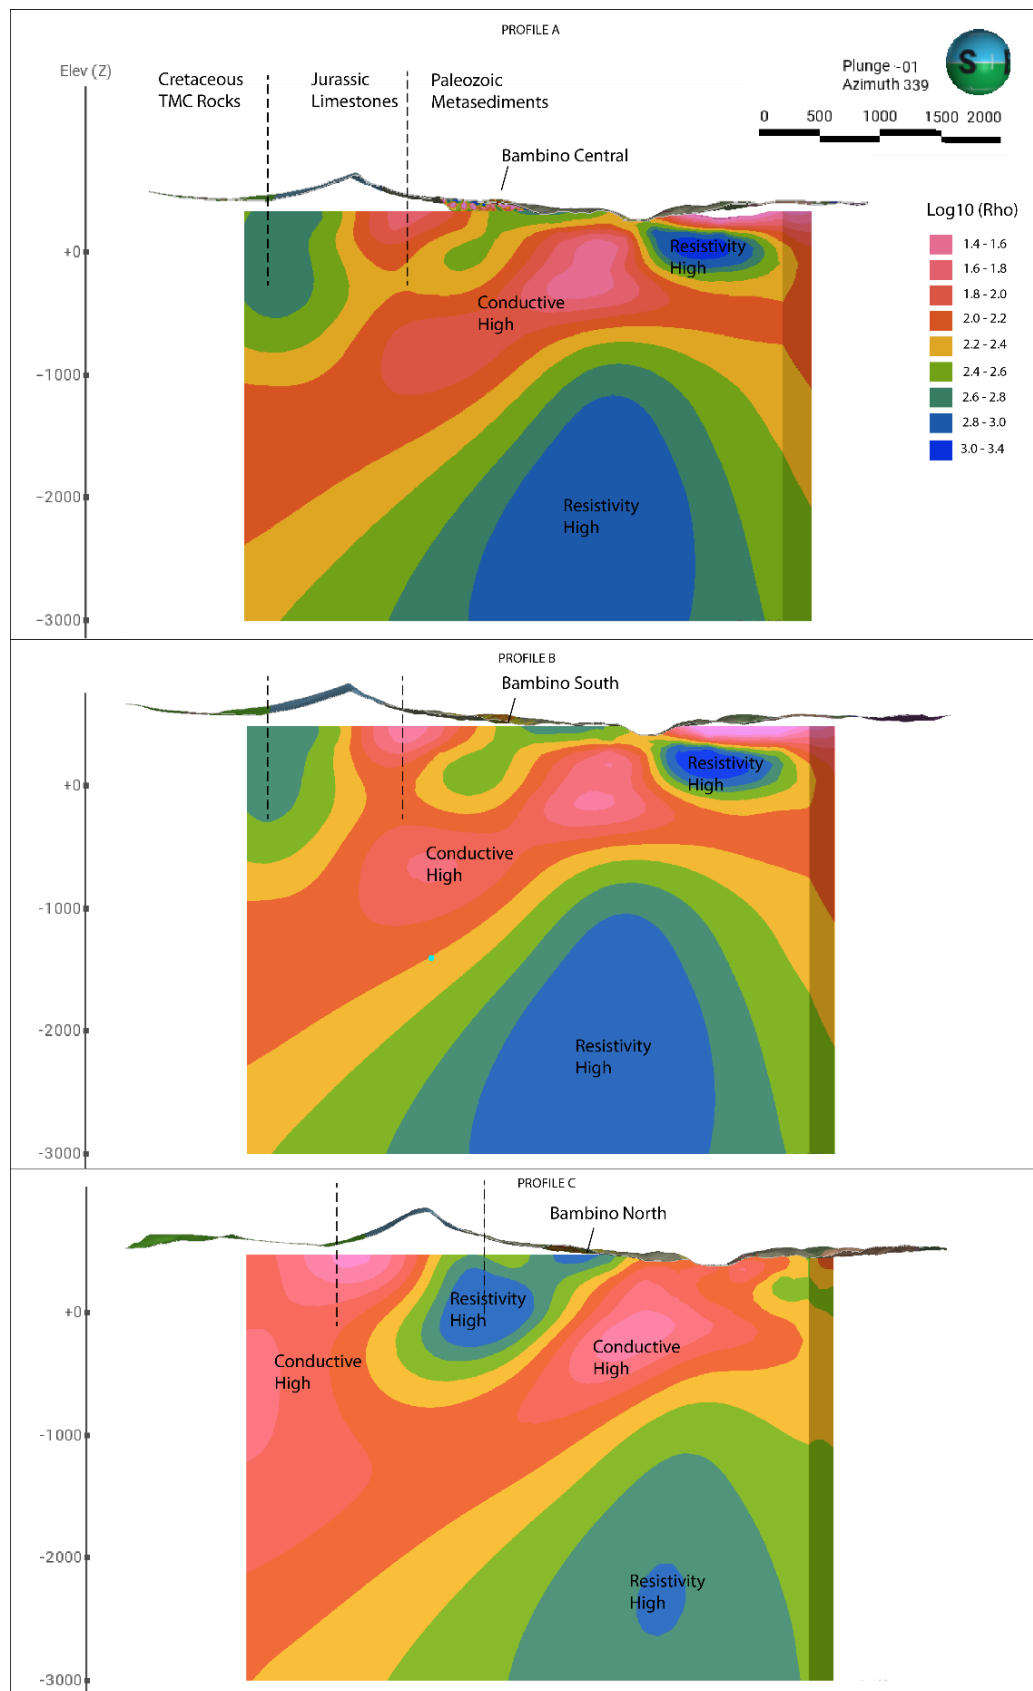 PROFILE A
Elev (Z)
Cretaceous
TMC Rocks
Jurassic
Limestones
Paleozoic
Metasediments
Plunge -01
Azimuth 339
S
0 500 1000 1500 2000
Bambino Central
Log10 (Rho)
1.4 - 1.6
1.6 - 1.8
1.8 - 2.0
2.0 - 2.2
2.2 - 2.4
2.4 - 2.6
2.6 - 2.8
2.8 - 3.0
3.0 - 3.4
+0
-1000
-2000
-3000
Resistivity
High
Conductive
High
Resistivity
High
PROFILE B
Bambino South
+0
-1000
-2000
-3000
Resistivity
High
Conductive
High
Resistivity
High
PROFILE C
Bambino North
+0
-1000
-2000
-3000
Resistivity
High
Conductive
High
Conductive
High
Resistivity
High